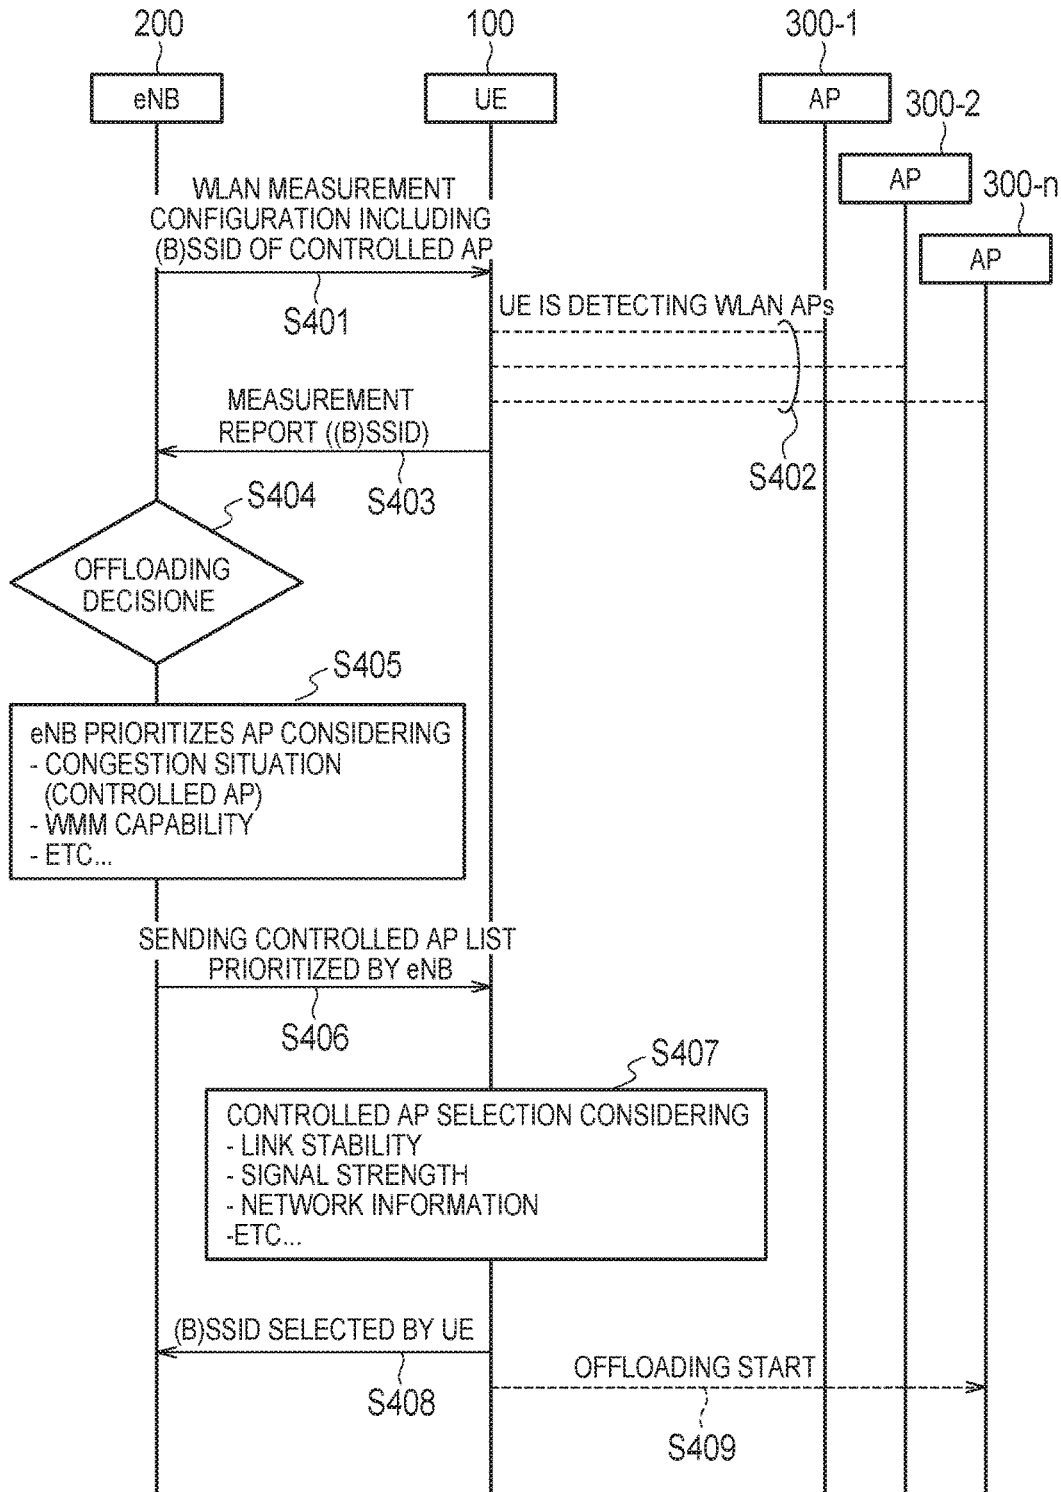 200
100
300-1
eNB
UE
AP
300-2
AP
300-n
AP
WLAN MEASUREMENT
CONFIGURATION INCLUDING
(B)SSID OF CONTROLLED AP
S401
UE IS DETECTING WLAN APs
S402
MEASUREMENT
REPORT ((B)SSID)
S403
S404
OFFLOADING
DECISIONE
S405
eNB PRIORITIZES AP CONSIDERING
- CONGESTION SITUATION
(CONTROLLED AP)
- WMM CAPABILITY
- ETC...
SENDING CONTROLLED AP LIST
PRIORITIZED BY eNB
S406
S407
CONTROLLED AP SELECTION CONSIDERING
- LINK STABILITY
- SIGNAL STRENGTH
- NETWORK INFORMATION
-ETC...
(B)SSID SELECTED BY UE
S408
OFFLOADING START
S409